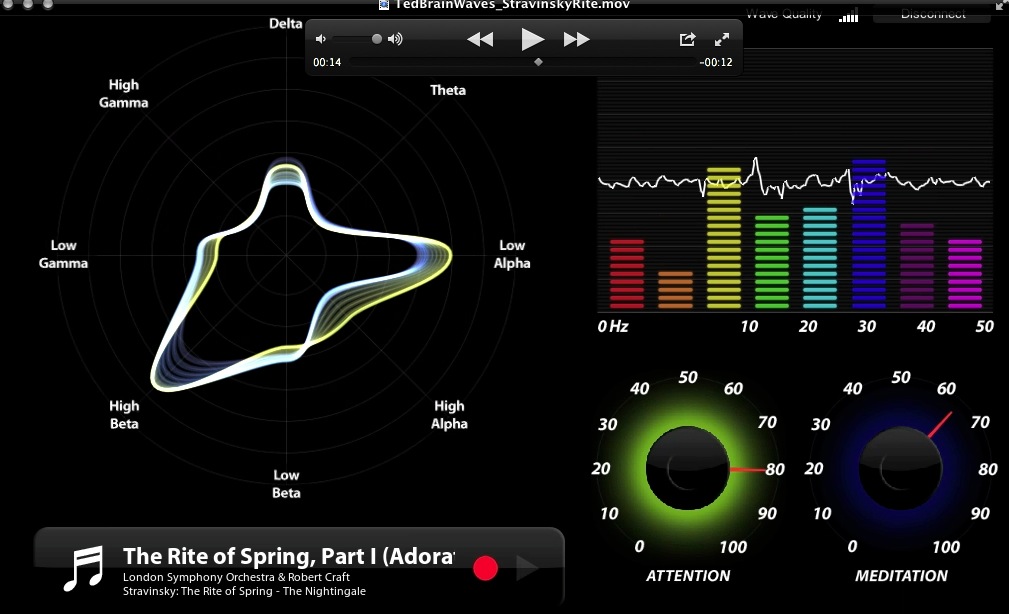 TedBrainWaves_StravinskyRite.mov
Wave Quality
Disconnect
00:14
-00:12
Delta
High
Gamma
Theta
Low
Gamma
Low
Alpha
High
Beta
High
Alpha
Low
Beta
0 Hz 10 20 30 40 50
0 10 20 30 40 50 60 70 80 90 100
ATTENTION
0 10 20 30 40 50 60 70 80 90 100
MEDITATION
The Rite of Spring, Part I (Adora
London Symphony Orchestra & Robert Craft
Stravinsky: The Rite of Spring - The Nightingale